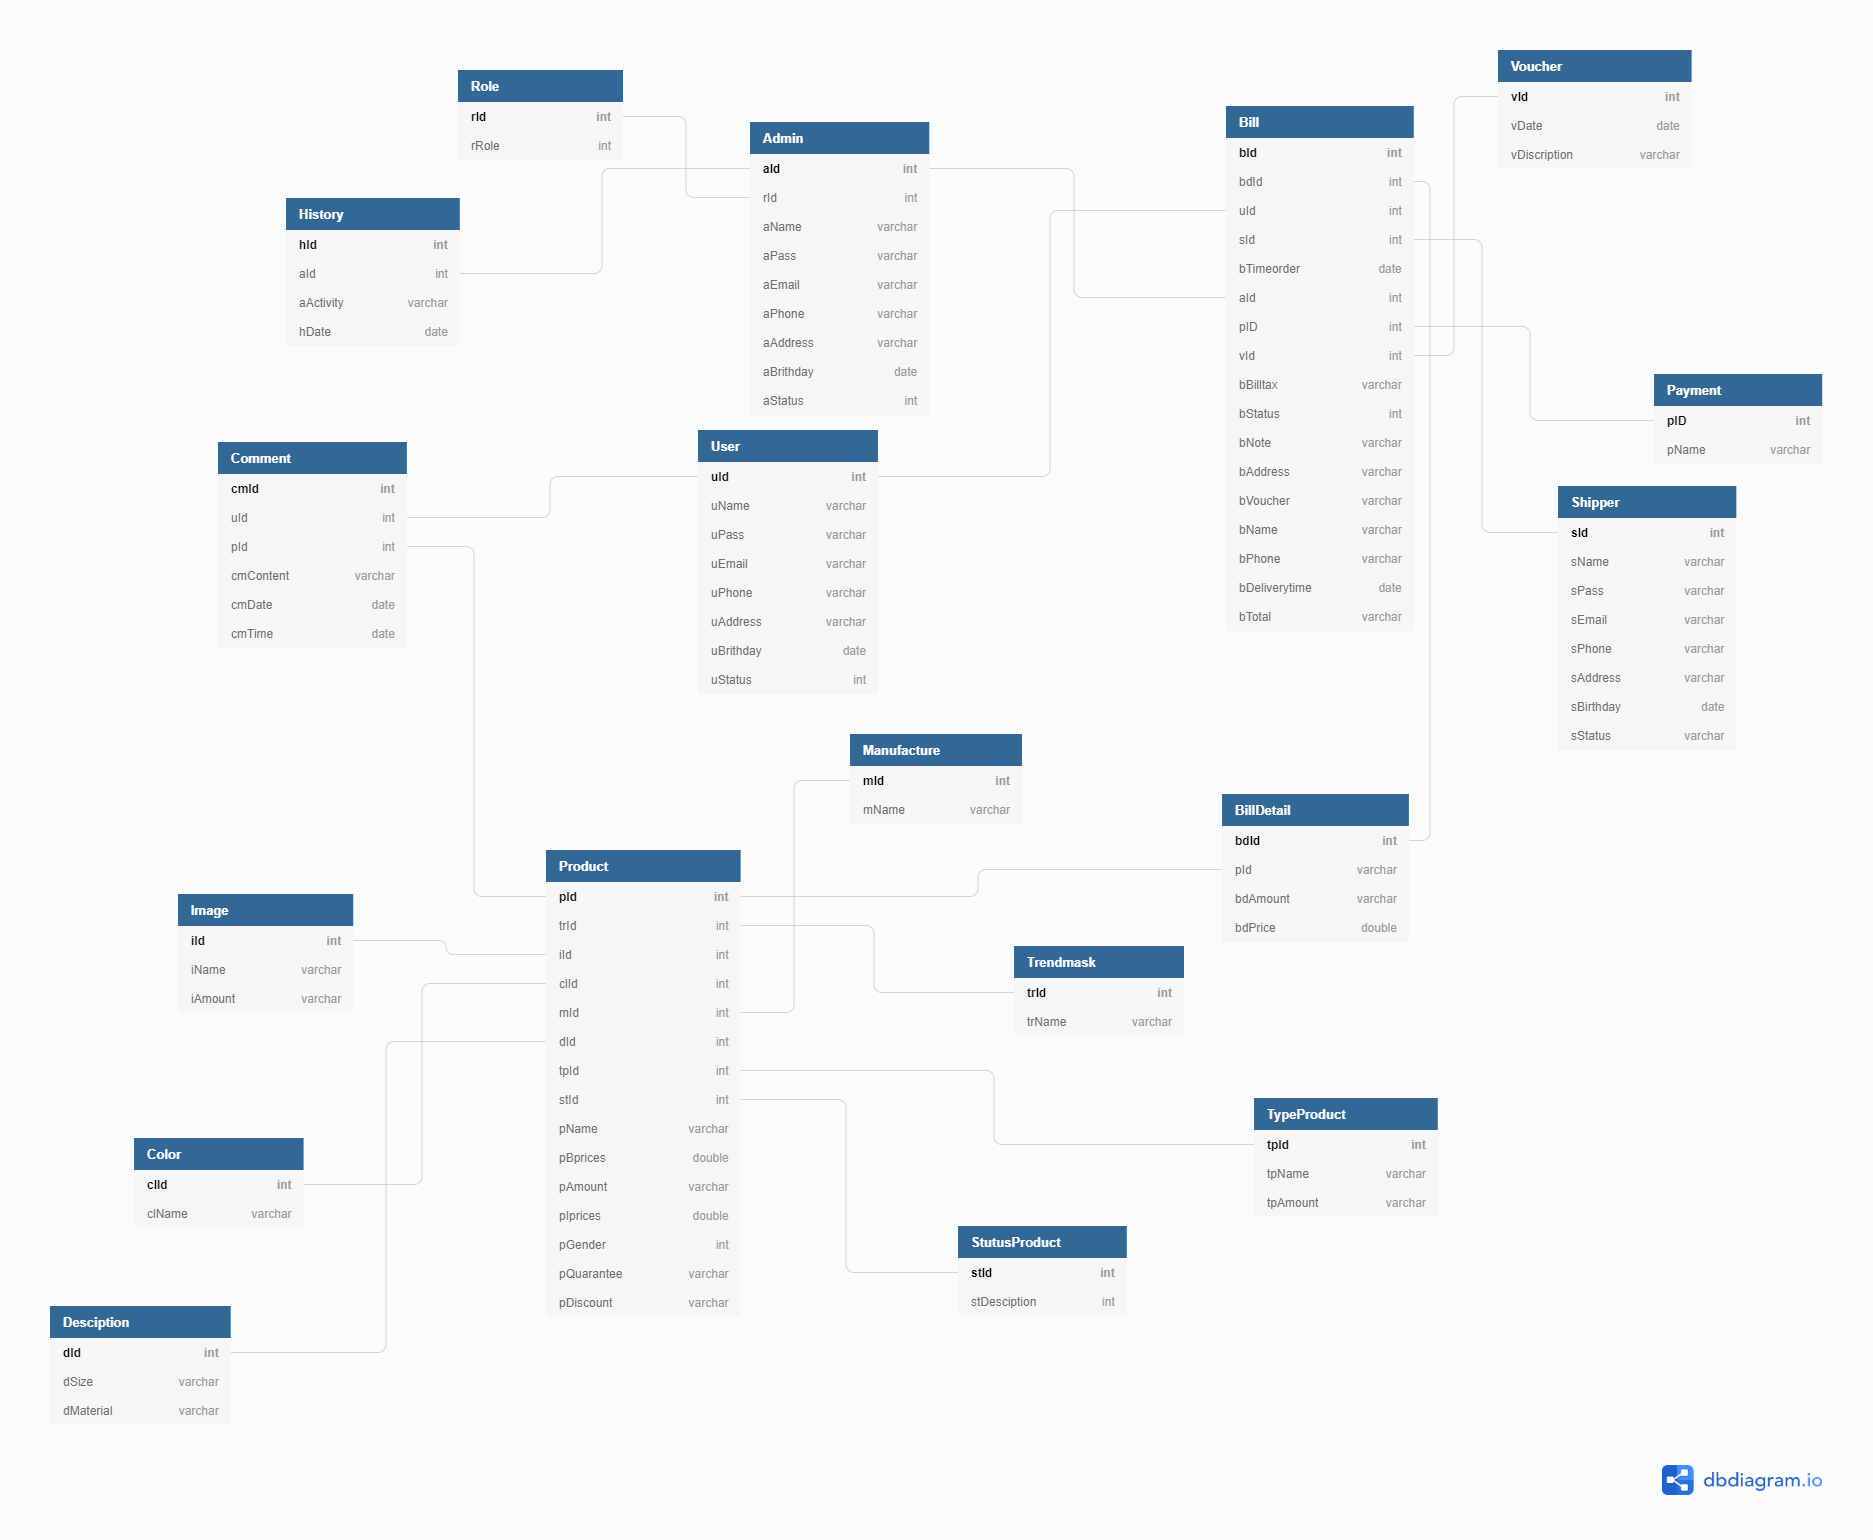 Role
rId int
rRole int
History
hId int
aId int
aActivity varchar
hDate date
Admin
aId int
rId int
aName varchar
aPass varchar
aEmail varchar
aPhone varchar
aAddress varchar
aBrithday date
aStatus int
Bill
bId int
bdId int
uId int
sId int
bTimeorder date
aId int
pID int
vId int
bBilltax varchar
bStatus int
bNote varchar
bAddress varchar
bVoucher varchar
bName varchar
bPhone varchar
bDeliverytime date
bTotal varchar
Voucher
vId int
vDate date
vDiscription varchar
Payment
pID int
pName varchar
Shipper
sId int
sName varchar
sPass varchar
sEmail varchar
sPhone varchar
sAddress varchar
sBirthday date
sStatus varchar
Comment
cmId int
uId int
pId int
cmContent varchar
cmDate date
cmTime date
User
uId int
uName varchar
uPass varchar
uEmail varchar
uPhone varchar
uAddress varchar
uBrithday date
uStatus int
Manufacture
mId int
mName varchar
BillDetail
bdId int
pId varchar
bdAmount varchar
bdPrice double
Product
pId int
trId int
iId int
clId int
mId int
dId int
tpId int
stId int
pName varchar
pBprices double
pAmount varchar
pIprices double
pGender int
pQuarantee varchar
pDiscount varchar
Image
iId int
iName varchar
iAmount varchar
Trendmask
trId int
trName varchar
TypeProduct
tpId int
tpName varchar
tpAmount varchar
Color
clId int
clName varchar
StutusProduct
stId int
stDesciption int
Desciption
dId int
dSize varchar
dMaterial varchar
dbdiagram.io